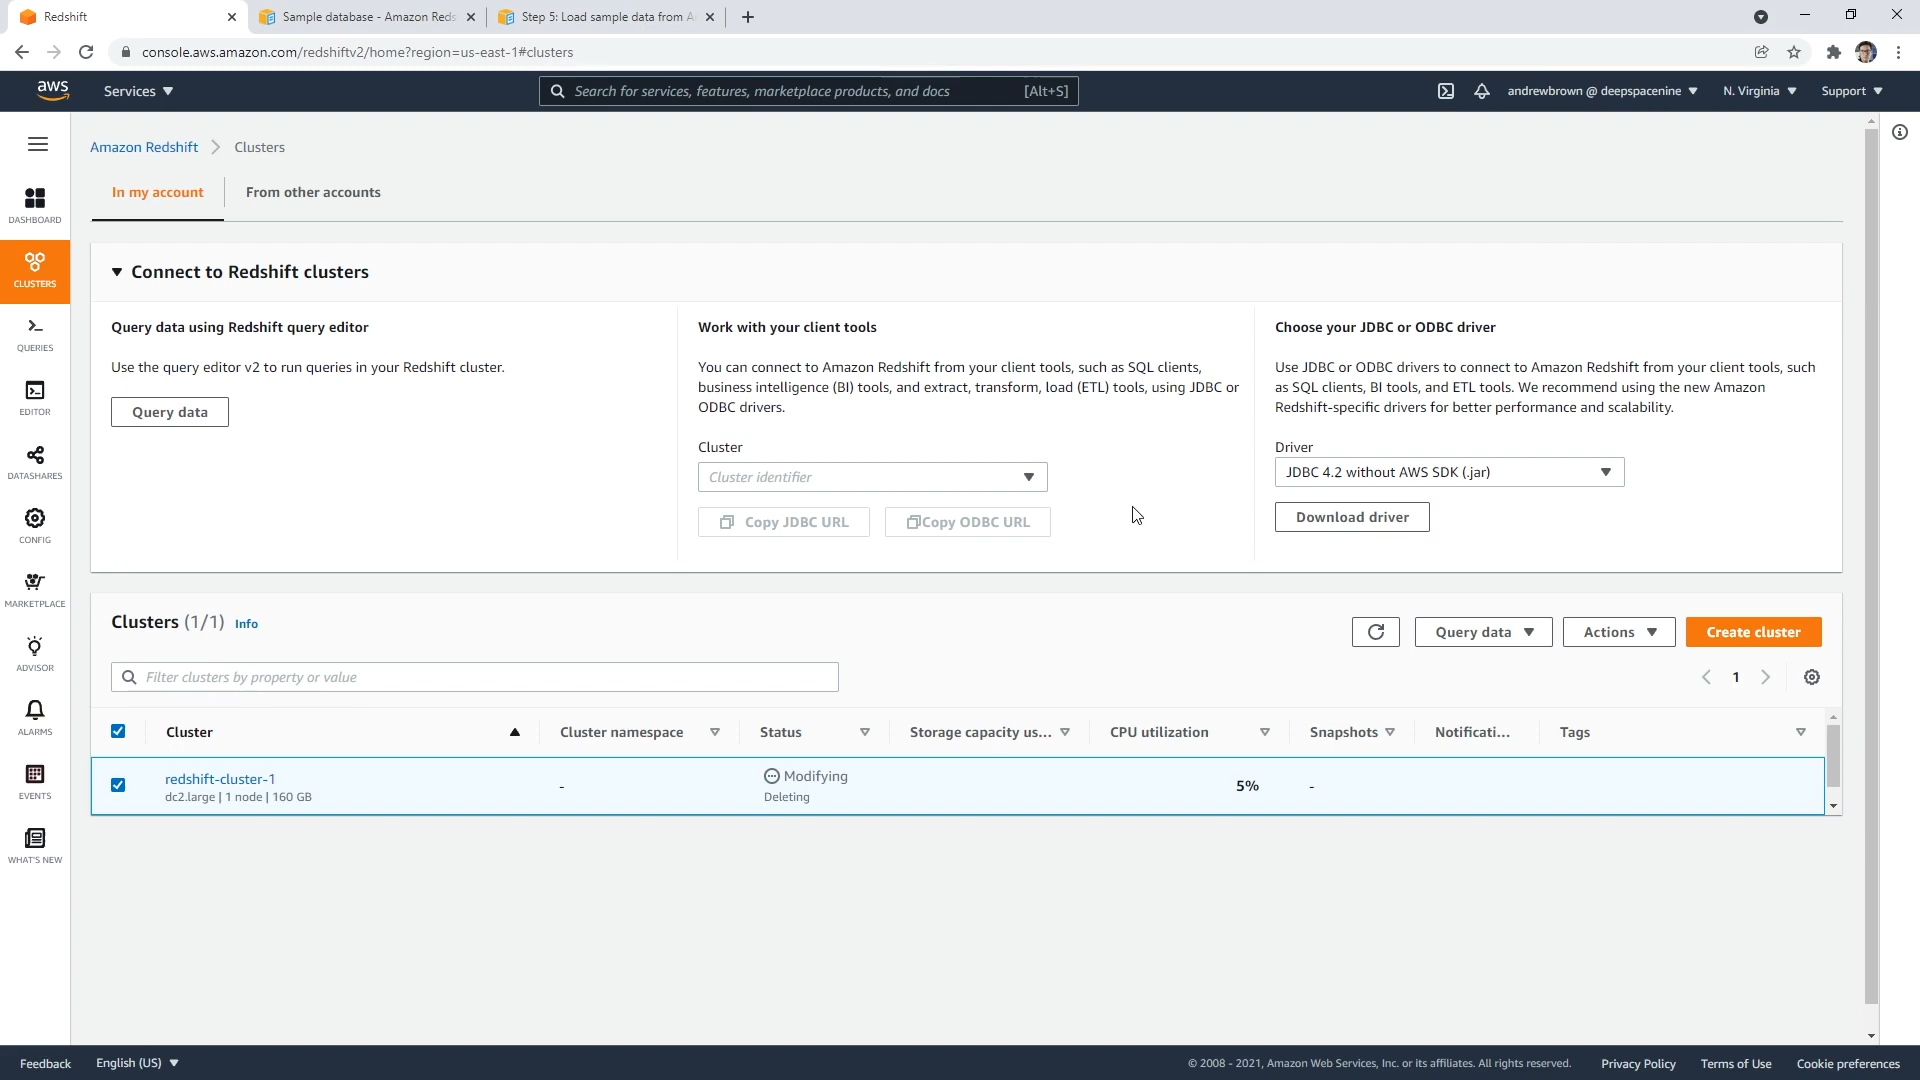 Redshift
Sample database - Amazon Reds
Step 5: Load sample data from A
console.aws.amazon.com/redshiftv2/home?region=us-east-1#clusters
aws
Services
Search for services, features, marketplace products, and docs
[Alt+S]
andrewbrown @ deepspacenine
N. Virginia
Support
Amazon Redshift
Clusters
In my account
From other accounts
DASHBOARD
CLUSTERS
QUERIES
EDITOR
DATASHARES
CONFIG
MARKETPLACE
ADVISOR
ALARMS
EVENTS
WHAT'S NEW
Connect to Redshift clusters
Query data using Redshift query editor
Use the query editor v2 to run queries in your Redshift cluster.
Query data
Work with your client tools
You can connect to Amazon Redshift from your client tools, such as SQL clients,
business intelligence (BI) tools, and extract, transform, load (ETL) tools, using JDBC or
ODBC drivers.
Cluster
Cluster identifier
Copy JDBC URL
Copy ODBC URL
Choose your JDBC or ODBC driver
Use JDBC or ODBC drivers to connect to Amazon Redshift from your client tools, such
as SQL clients, BI tools, and ETL tools. We recommend using the new Amazon
Redshift-specific drivers for better performance and scalability.
Driver
JDBC 4.2 without AWS SDK (.jar)
Download driver
Clusters (1/1) Info
Query data
Actions
Create cluster
Filter clusters by property or value
1
Cluster
Cluster namespace
Status
Storage capacity us...
CPU utilization
Snapshots
Notificati...
Tags
redshift-cluster-1
dc2.large | 1 node | 160 GB
-
Modifying
Deleting
5%
-
Feedback
English (US)
© 2008 - 2021, Amazon Web Services, Inc. or its affiliates. All rights reserved.
Privacy Policy
Terms of Use
Cookie preferences